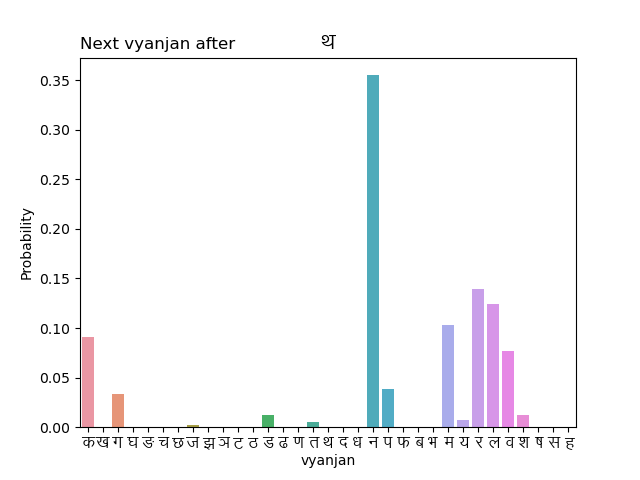 Next vyanjan after थ
0.35
0.30
0.25
0.20
0.15
0.10
0.05
0.00
Probability
क ख ग घ ङ च छ ज झ ञ ट ठ ड ढ ण त थ द ध न प फ ब भ म य र ल व श ष स ह
vyanjan